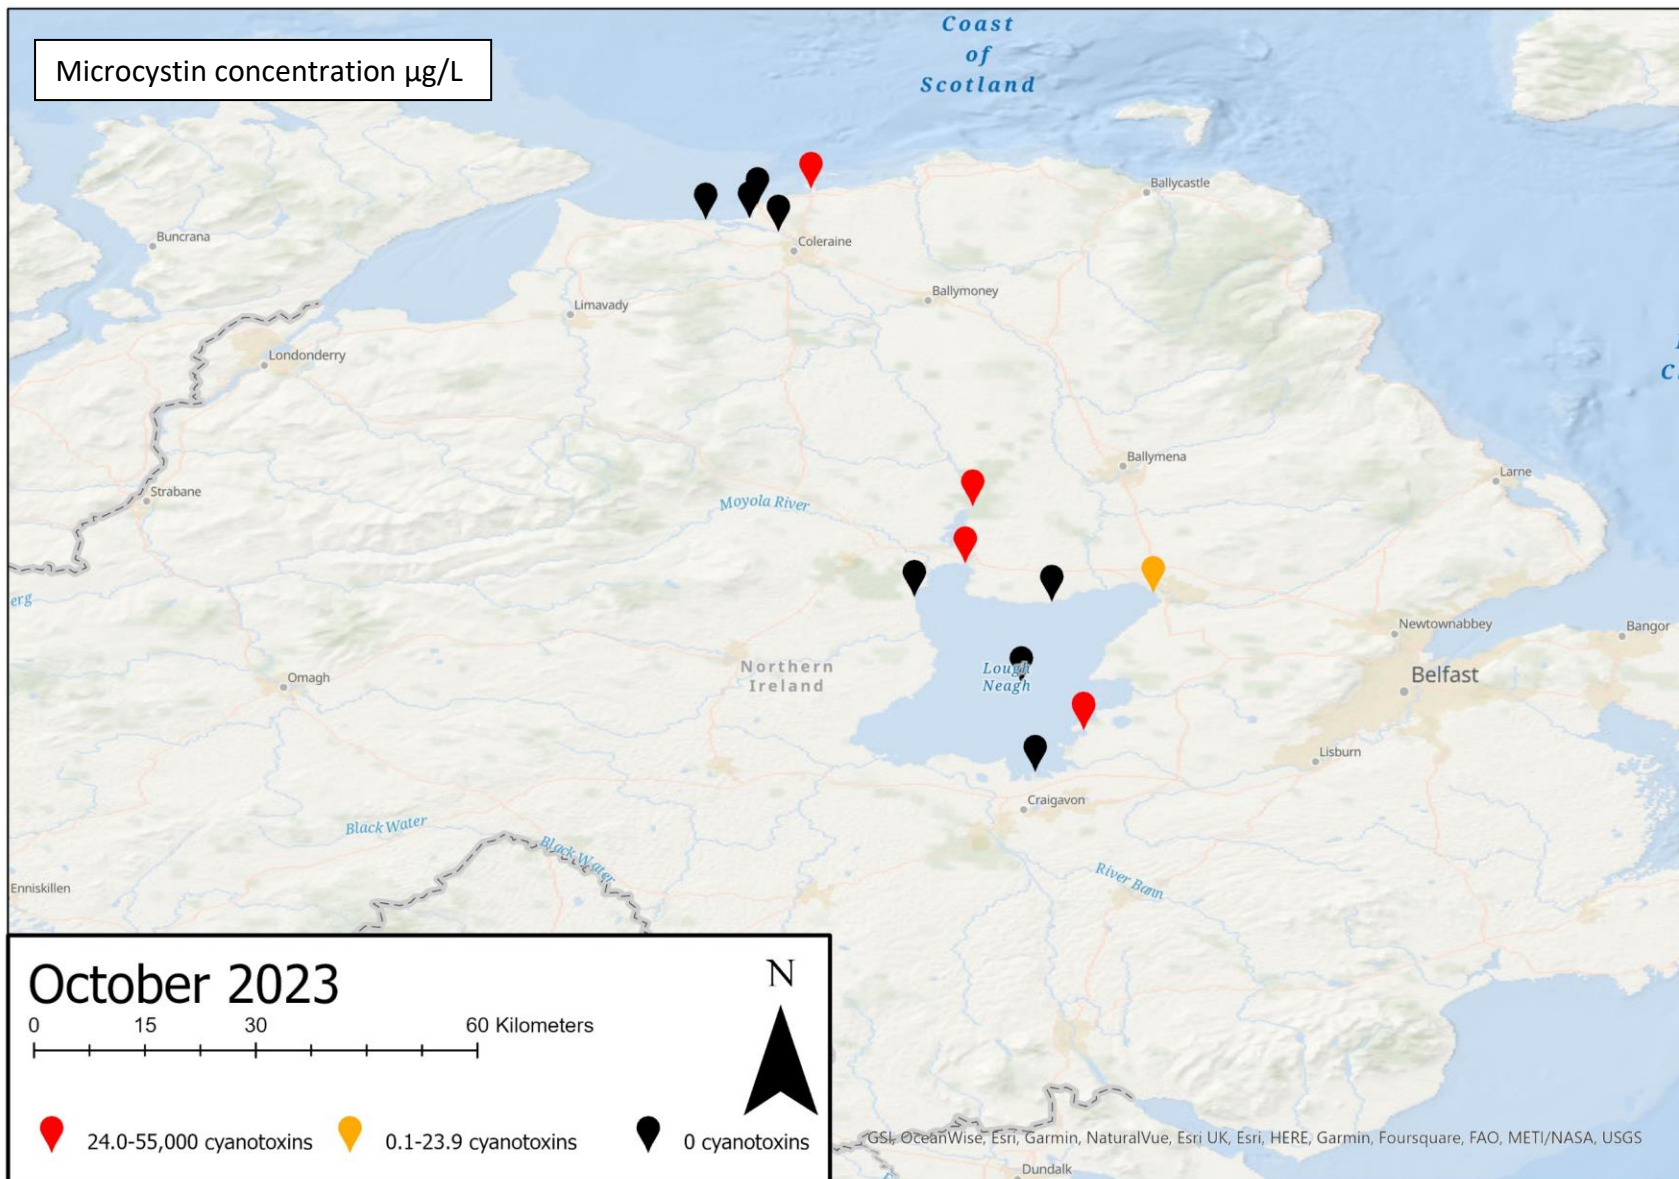 Coast
of
Scotland
Microcystin concentration µg/L
Ballycastle
Buncrana
Coleraine
Ballymoney
Limavady
Londonderry
Ballymena
Larne
Strabane
Moyola River
erg
Newtownabbey
Bangor
Northern
Ireland
Lough
Neagh
Omagh
Belfast
Lisburn
Craigavon
Black Water
Black Water
River Bann
Enniskillen
October 2023
N
0 15 30 60 Kilometers
24.0-55,000 cyanotoxins 0.1-23.9 cyanotoxins 0 cyanotoxins
GSI, OceanWise, Esri, Garmin, NaturalVue, Esri UK, Esri, HERE, Garmin, Foursquare, FAO, METI/NASA, USGS
Dundalk